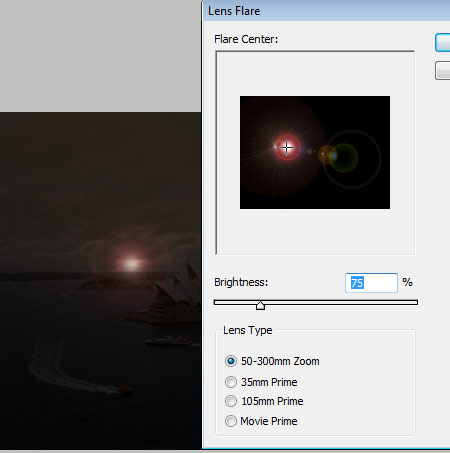 Lens Flare
Flare Center:
Brightness:
75 %
Lens Type
50-300mm Zoom
35mm Prime
105mm Prime
Movie Prime